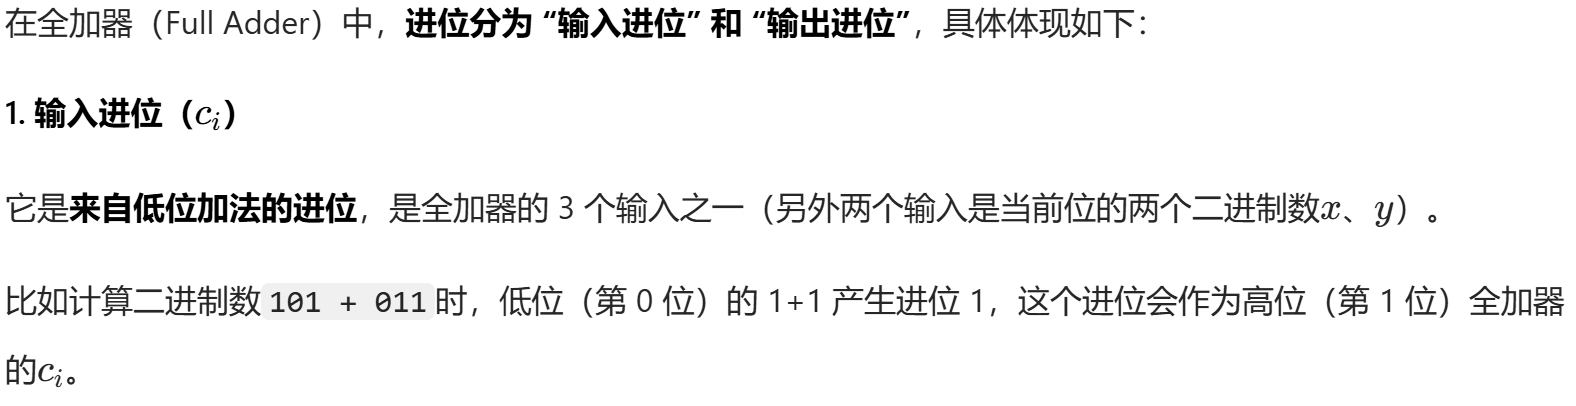 在全加器（Full Adder）中，进位分为 “输入进位” 和 “输出进位”，具体体现如下：
1. 输入进位（cᵢ）
它是来自低位加法的进位，是全加器的 3 个输入之一（另外两个输入是当前位的两个二进制数x、y）。
比如计算二进制数 101 + 011 时，低位（第 0 位）的 1+1 产生进位 1，这个进位会作为高位（第 1 位）全加器
的cᵢ。